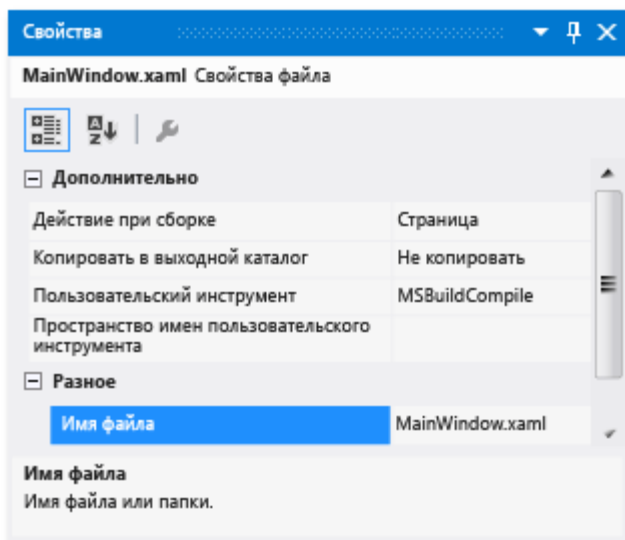 Свойства
MainWindow.xaml Свойства файла
Дополнительно
Действие при сборке Страница
Копировать в выходной каталог Не копировать
Пользовательский инструмент MSBuildCompile
Пространство имен пользовательского
инструмента
Разное
Имя файла MainWindow.xaml
Имя файла
Имя файла или папки.